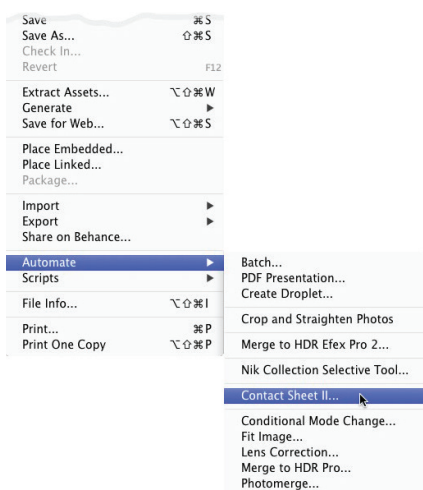 Save ⌘S
Save As... ⇧⌘S
Check In...
Revert F12
Extract Assets... ⌥⇧⌘W
Generate ▶
Save for Web... ⌥⇧⌘S
Place Embedded...
Place Linked...
Package...
Import ▶
Export ▶
Share on Behance...
Automate ▶
Scripts ▶
File Info... ⌥⇧⌘I
Print... ⌘P
Print One Copy ⌥⇧⌘P
Batch...
PDF Presentation...
Create Droplet...
Crop and Straighten Photos
Merge to HDR Efex Pro 2...
Nik Collection Selective Tool...
Contact Sheet II...
Conditional Mode Change...
Fit Image...
Lens Correction...
Merge to HDR Pro...
Photomerge...